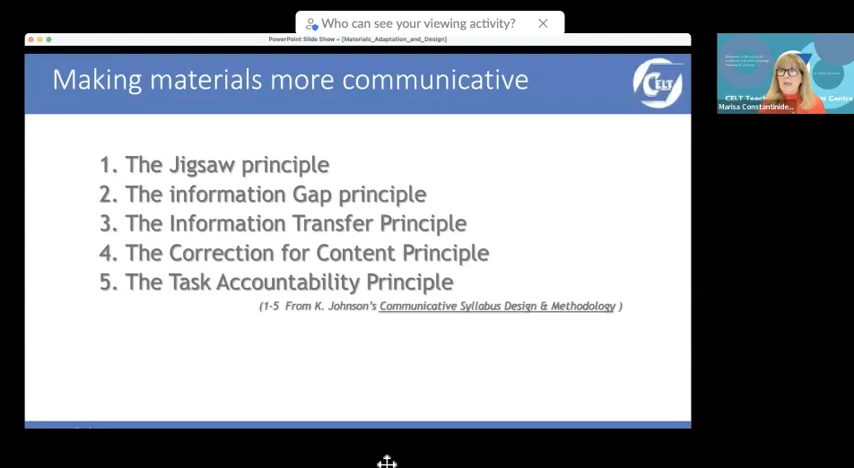 Who can see your viewing activity?
PowerPoint Slide Show - [Materials_Adaptation_and_Design]
Making materials more communicative
CELT
1. The Jigsaw principle
2. The information Gap principle
3. The Information Transfer Principle
4. The Correction for Content Principle
5. The Task Accountability Principle
(1-5 From K. Johnson's Communicative Syllabus Design & Methodology )
CELT Teac
Centre
Marisa Constantinide...